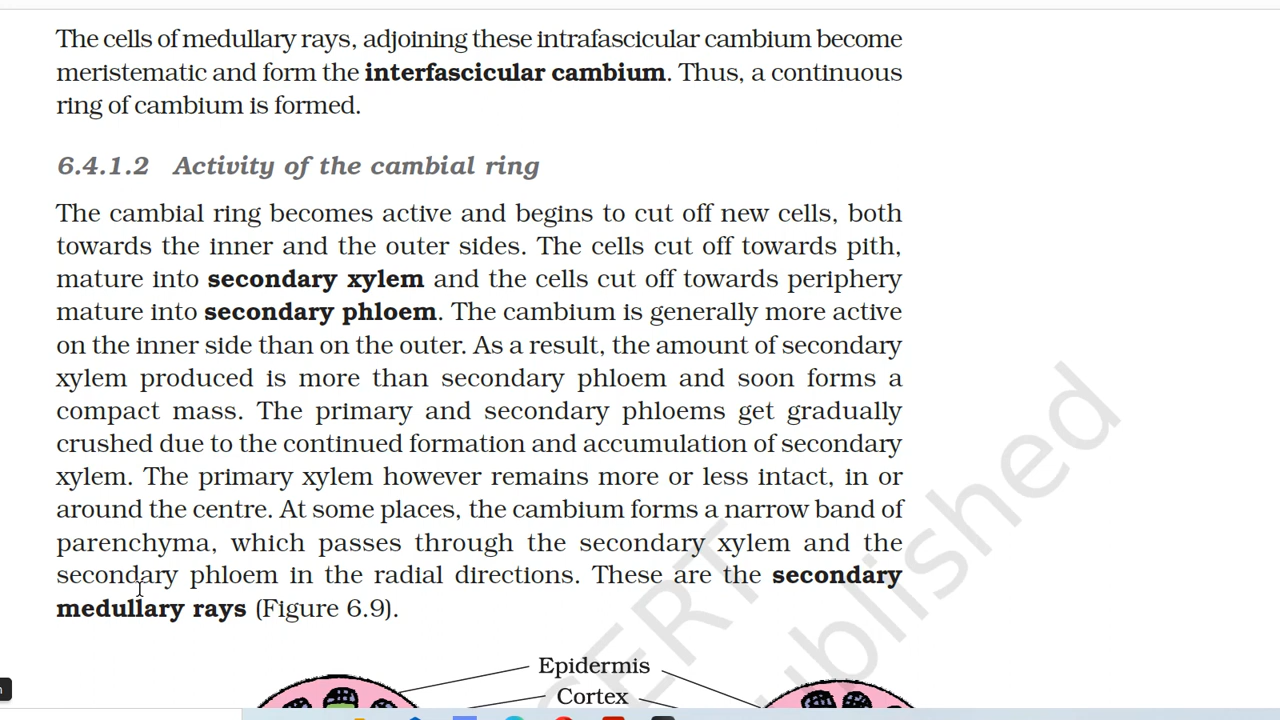 The cells of medullary rays, adjoining these intrafascicular cambium become
meristematic and form the interfascicular cambium. Thus, a continuous
ring of cambium is formed.
6.4.1.2 Activity of the cambial ring
The cambial ring becomes active and begins to cut off new cells, both
towards the inner and the outer sides. The cells cut off towards pith,
mature into secondary xylem and the cells cut off towards periphery
mature into secondary phloem. The cambium is generally more active
on the inner side than on the outer. As a result, the amount of secondary
xylem produced is more than secondary phloem and soon forms a
compact mass. The primary and secondary phloems get gradually
crushed due to the continued formation and accumulation of secondary
xylem. The primary xylem however remains more or less intact, in or
around the centre. At some places, the cambium forms a narrow band of
parenchyma, which passes through the secondary xylem and the
secondary phloem in the radial directions. These are the secondary
medullary rays (Figure 6.9).
Epidermis
Cortex